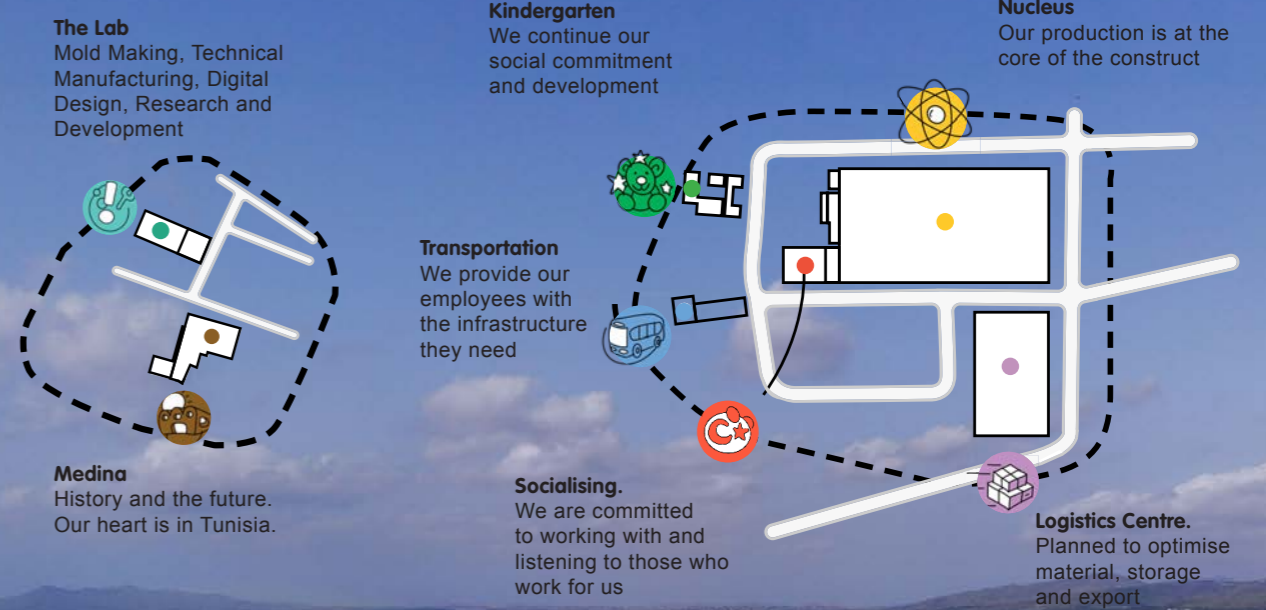 The Lab
Mold Making, Technical
Manufacturing, Digital
Design, Research and
Development
Kindergarten
We continue our
social commitment
and development
Nucleus
Our production is at the
core of the construct
Transportation
We provide our
employees with
the infrastructure
they need
Medina
History and the future.
Our heart is in Tunisia.
Socialising.
We are committed
to working with and
listening to those who
work for us
Logistics Centre.
Planned to optimise
material, storage
and export